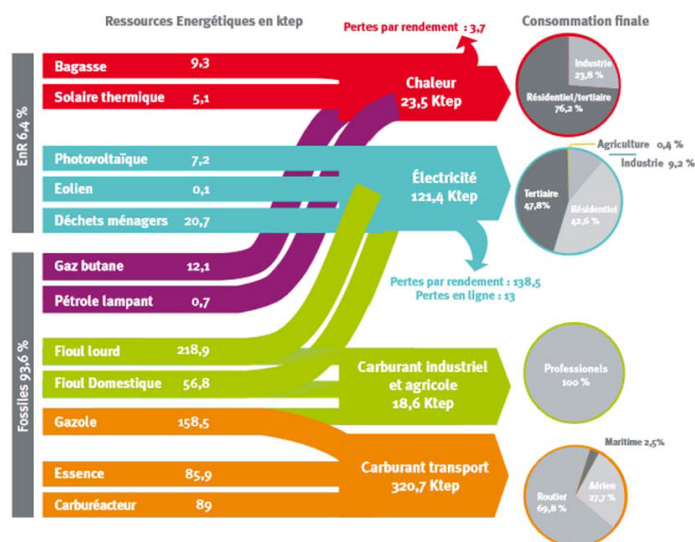 Ressources Energétiques en ktep
Consommation finale
Pertes par rendement : 3,7
EnR 6,4 %
Bagasse 9,3
Solaire thermique 5,1
Chaleur
23,5 Ktep
Industrie
23,8 %
Résidentiel/tertiaire
76,2 %
Photovoltaïque 7,2
Eolien 0,1
Déchets ménagers 20,7
Électricité
121,4 Ktep
Agriculture 0,4 %
Industrie 9,2 %
Tertiaire
47,8%
Résidentiel
42,6 %
Pertes par rendement : 138,5
Pertes en ligne : 13
Fossiles 93,6 %
Gaz butane 12,1
Pétrole lampant 0,7
Fioul lourd 218,9
Fioul Domestique 56,8
Carburant industriel
et agricole
18,6 Ktep
Professionels
100 %
Gazole 158,5
Essence 85,9
Carburéacteur 89
Carburant transport
320,7 Ktep
Maritime 2,5%
Aérien
27,7 %
Routier
69,8 %